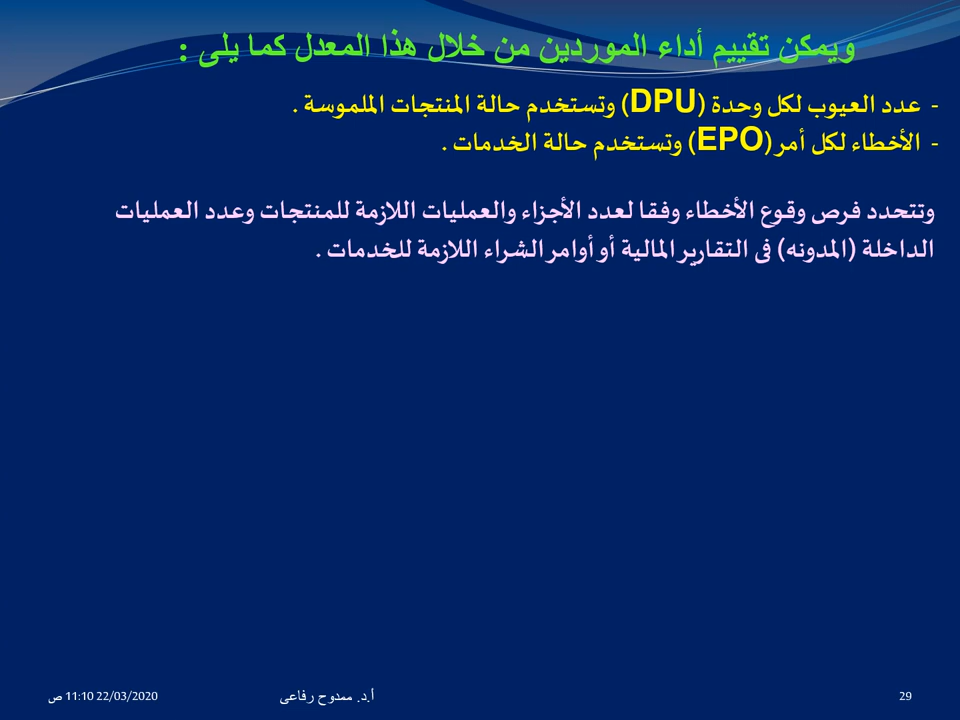 ويمكن تقييم أداء الموردين من خلال هذا المعدل كما يلى :
- عدد العيوب لكل وحدة (DPU) وتستخدم حالة المنتجات الملموسة .
- الأخطاء لكل أمر (EPO) وتستخدم حالة الخدمات .
وتتحدد فرص وقوع الأخطاء وفقا لعدد الأجزاء والعمليات اللازمة للمنتجات وعدد العمليات
الداخلة (المدونه) فى التقارير المالية أو أوامر الشراء اللازمة للخدمات .
22/03/2020 11:10 ص
أ.د. ممدوح رفاعى
29